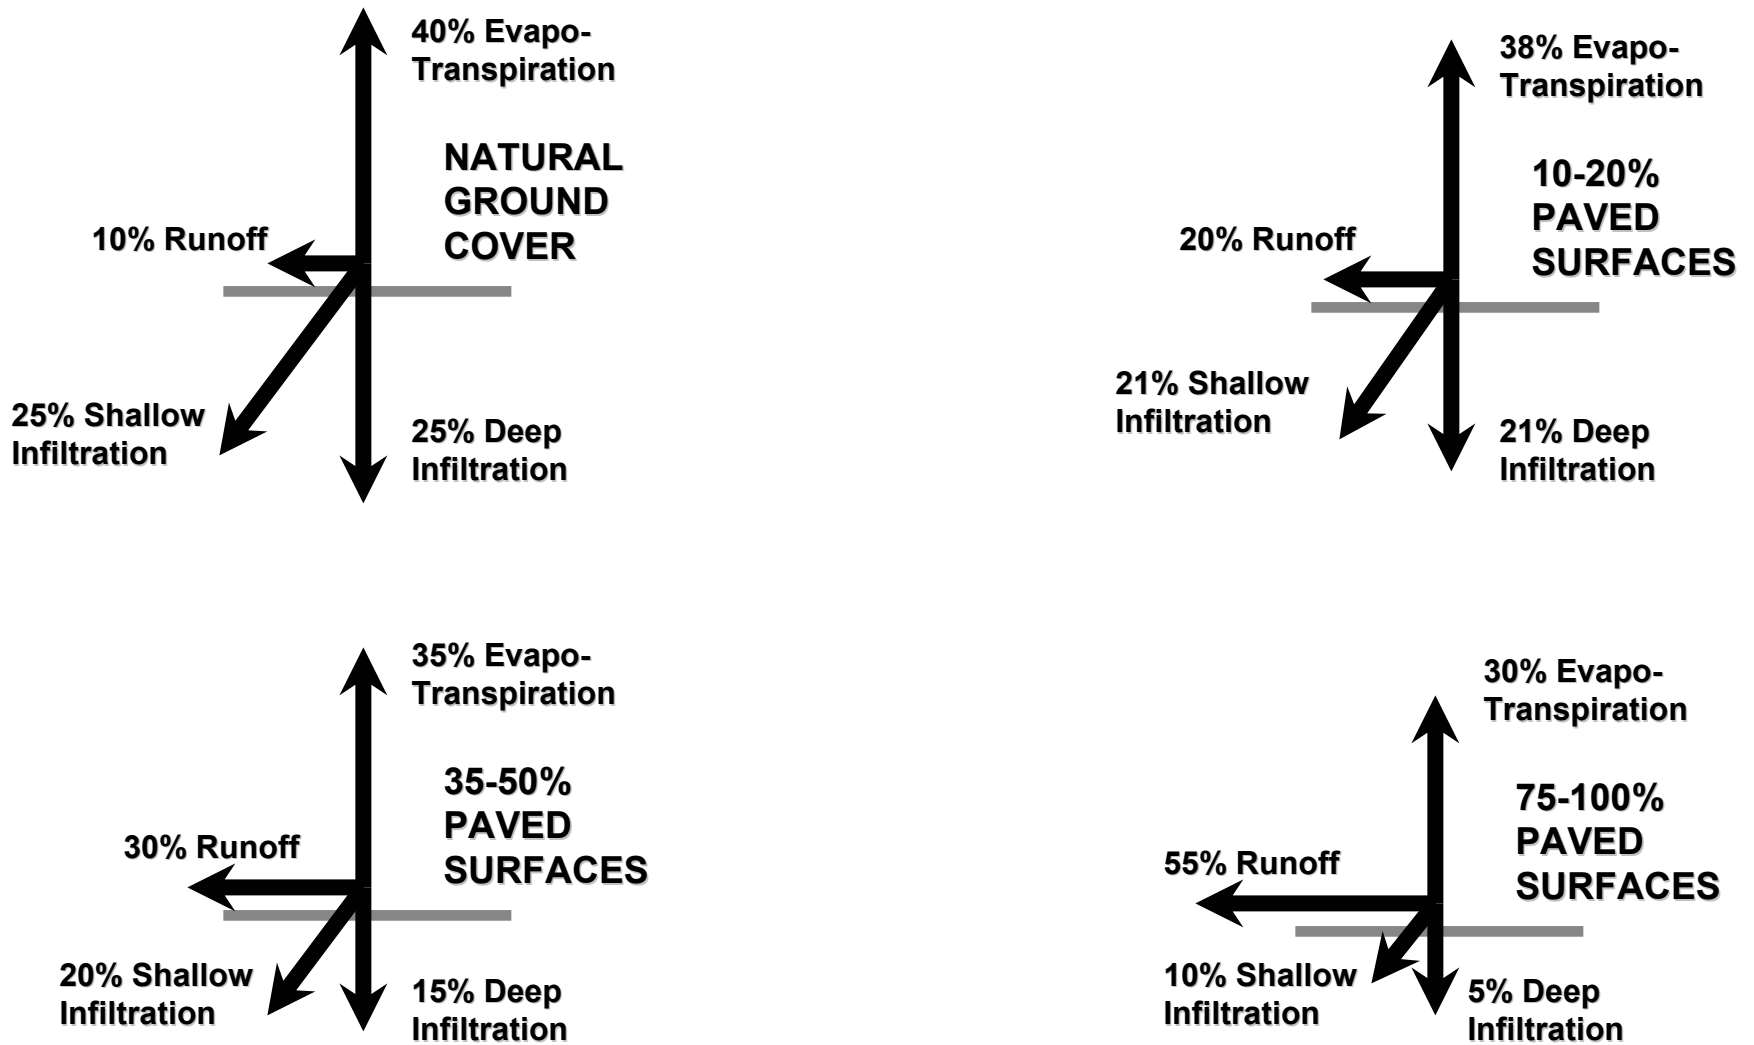 40% Evapo-
Transpiration
NATURAL
GROUND
COVER
10% Runoff
25% Shallow
Infiltration
25% Deep
Infiltration
38% Evapo-
Transpiration
10-20%
PAVED
SURFACES
20% Runoff
21% Shallow
Infiltration
21% Deep
Infiltration
35% Evapo-
Transpiration
35-50%
PAVED
SURFACES
30% Runoff
20% Shallow
Infiltration
15% Deep
Infiltration
30% Evapo-
Transpiration
75-100%
PAVED
SURFACES
55% Runoff
10% Shallow
Infiltration
5% Deep
Infiltration